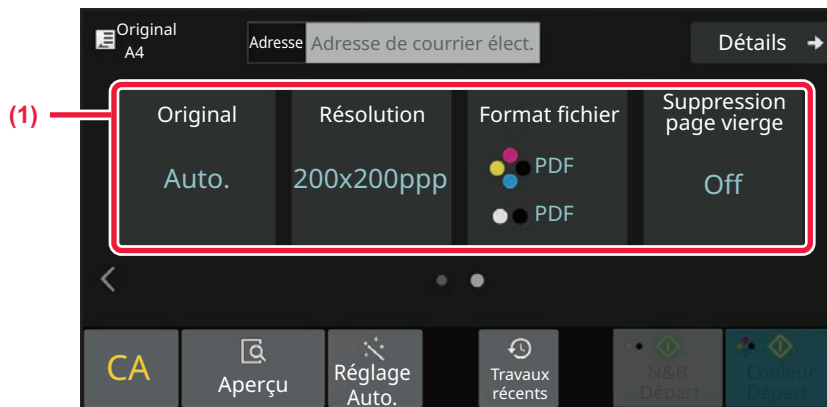 Original
A4
Adresse Adresse de courrier élect.
Détails
(1)
Original
Auto.
Résolution
200x200ppp
Format fichier
PDF
PDF
Suppression
page vierge
Off
CA
Aperçu
Réglage
Auto.
Travaux
récents
N&B
Départ
Couleur
Départ